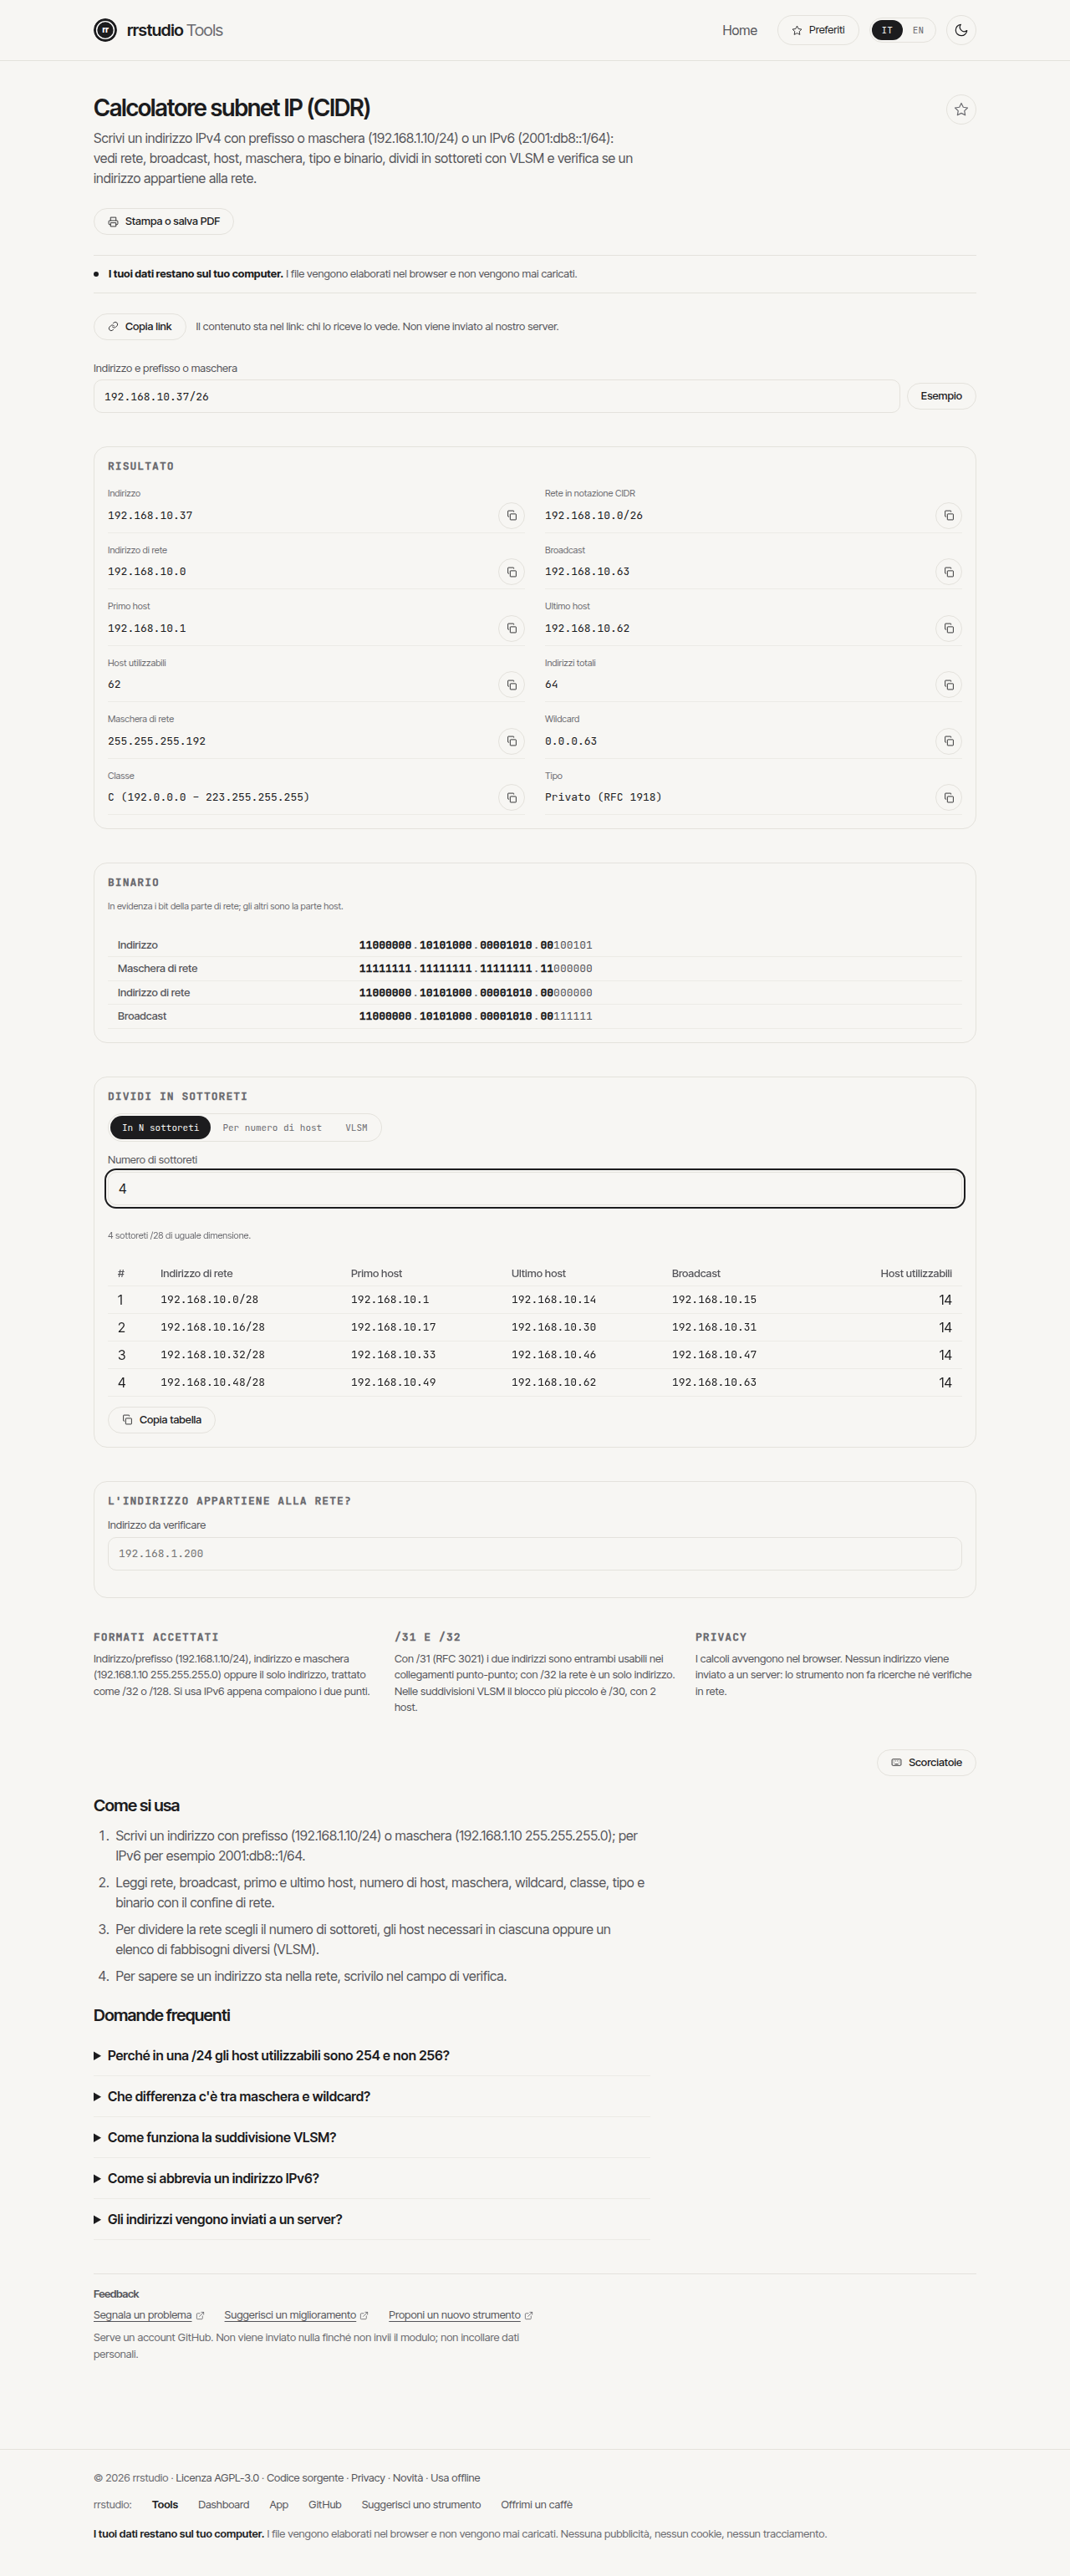 rr rrstudio Tools
Home
Preferiti
IT EN
Calcolatore subnet IP (CIDR)
Scrivi un indirizzo IPv4 con prefisso o maschera (192.168.1.10/24) o un IPv6 (2001:db8::1/64):
vedi rete, broadcast, host, maschera, tipo e binario, dividi in sottoreti con VLSM e verifica se un
indirizzo appartiene alla rete.
Stampa o salva PDF
I tuoi dati restano sul tuo computer. I file vengono elaborati nel browser e non vengono mai caricati.
Copia link Il contenuto sta nel link: chi lo riceve lo vede. Non viene inviato al nostro server.
Indirizzo e prefisso o maschera
192.168.10.37/26
Esempio
RISULTATO
Indirizzo
192.168.10.37
Rete in notazione CIDR
192.168.10.0/26
Indirizzo di rete
192.168.10.0
Broadcast
192.168.10.63
Primo host
192.168.10.1
Ultimo host
192.168.10.62
Host utilizzabili
62
Indirizzi totali
64
Maschera di rete
255.255.255.192
Wildcard
0.0.0.63
Classe
C (192.0.0.0 – 223.255.255.255)
Tipo
Privato (RFC 1918)
BINARIO
In evidenza i bit della parte di rete; gli altri sono la parte host.
Indirizzo 11000000.10101000.00001010.00100101
Maschera di rete 11111111.11111111.11111111.11000000
Indirizzo di rete 11000000.10101000.00001010.00000000
Broadcast 11000000.10101000.00001010.00111111
DIVIDI IN SOTTORETI
In N sottoreti Per numero di host VLSM
Numero di sottoreti
4
4 sottoreti /28 di uguale dimensione.
# Indirizzo di rete Primo host Ultimo host Broadcast Host utilizzabili
1 192.168.10.0/28 192.168.10.1 192.168.10.14 192.168.10.15 14
2 192.168.10.16/28 192.168.10.17 192.168.10.30 192.168.10.31 14
3 192.168.10.32/28 192.168.10.33 192.168.10.46 192.168.10.47 14
4 192.168.10.48/28 192.168.10.49 192.168.10.62 192.168.10.63 14
Copia tabella
L'INDIRIZZO APPARTIENE ALLA RETE?
Indirizzo da verificare
192.168.1.200
FORMATI ACCETTATI
Indirizzo/prefisso (192.168.1.10/24), indirizzo e maschera
(192.168.1.10 255.255.255.0) oppure il solo indirizzo, trattato
come /32 o /128. Si usa IPv6 appena compaiono i due punti.
/31 E /32
Con /31 (RFC 3021) i due indirizzi sono entrambi usabili nei
collegamenti punto-punto; con /32 la rete è un solo indirizzo.
Nelle suddivisioni VLSM il blocco più piccolo è /30, con 2
host.
PRIVACY
I calcoli avvengono nel browser. Nessun indirizzo viene
inviato a un server: lo strumento non fa ricerche né verifiche
in rete.
Scorciatoie
Come si usa
1. Scrivi un indirizzo con prefisso (192.168.1.10/24) o maschera (192.168.1.10 255.255.255.0); per
IPv6 per esempio 2001:db8::1/64.
2. Leggi rete, broadcast, primo e ultimo host, numero di host, maschera, wildcard, classe, tipo e
binario con il confine di rete.
3. Per dividere la rete scegli il numero di sottoreti, gli host necessari in ciascuna oppure un
elenco di fabbisogni diversi (VLSM).
4. Per sapere se un indirizzo sta nella rete, scrivilo nel campo di verifica.
Domande frequenti
Perché in una /24 gli host utilizzabili sono 254 e non 256?
Che differenza c'è tra maschera e wildcard?
Come funziona la suddivisione VLSM?
Come si abbrevia un indirizzo IPv6?
Gli indirizzi vengono inviati a un server?
Feedback
Segnala un problema Suggerisci un miglioramento Proponi un nuovo strumento
Serve un account GitHub. Non viene inviato nulla finché non invii il modulo; non incollare dati
personali.
© 2026 rrstudio · Licenza AGPL-3.0 · Codice sorgente · Privacy · Novità · Usa offline
rrstudio: Tools Dashboard App GitHub Suggerisci uno strumento Offrimi un caffè
I tuoi dati restano sul tuo computer. I file vengono elaborati nel browser e non vengono mai caricati. Nessuna pubblicità, nessun cookie, nessun tracciamento.